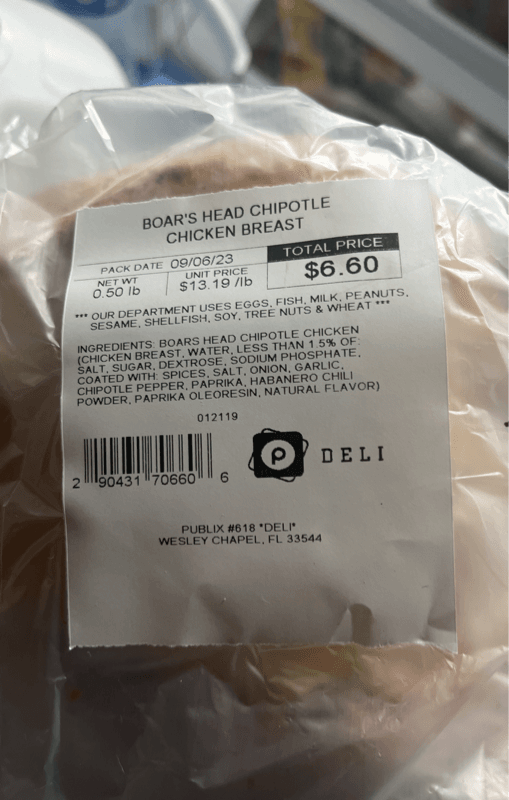 BOAR'S HEAD CHIPOTLE
CHICKEN BREAST
PACK DATE 09/06/23
NET WT
0.50 lb
UNIT PRICE
$13.19 /lb
TOTAL PRICE
$6.60
*** OUR DEPARTMENT USES EGGS, FISH, MILK, PEANUTS,
SESAME, SHELLFISH, SOY, TREE NUTS & WHEAT ***
INGREDIENTS: BOARS HEAD CHIPOTLE CHICKEN
(CHICKEN BREAST, WATER, LESS THAN 1.5% OF:
SALT, SUGAR, DEXTROSE, SODIUM PHOSPHATE,
COATED WITH: SPICES, SALT, ONION, GARLIC,
CHIPOTLE PEPPER, PAPRIKA, HABANERO CHILI
POWDER, PAPRIKA OLEORESIN, NATURAL FLAVOR)
012119
2 90431 70660 6
P DELI
PUBLIX #618 *DELI*
WESLEY CHAPEL, FL 33544